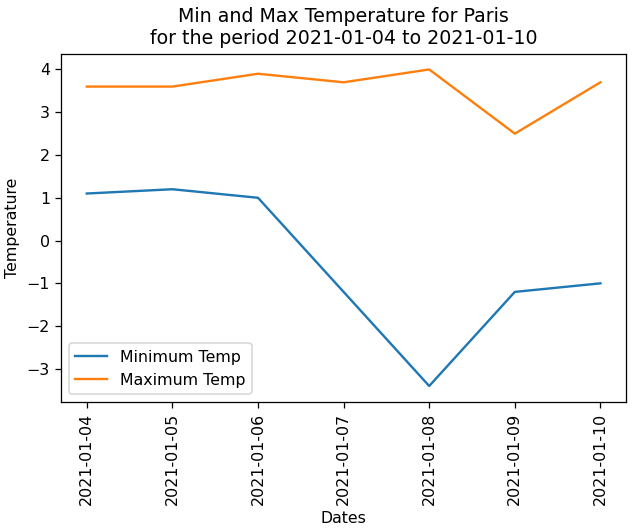 Min and Max Temperature for Paris
for the period 2021-01-04 to 2021-01-10
Temperature
4
3
2
1
0
−1
−2
−3
Minimum Temp
Maximum Temp
2021-01-04
2021-01-05
2021-01-06
2021-01-07
2021-01-08
2021-01-09
2021-01-10
Dates